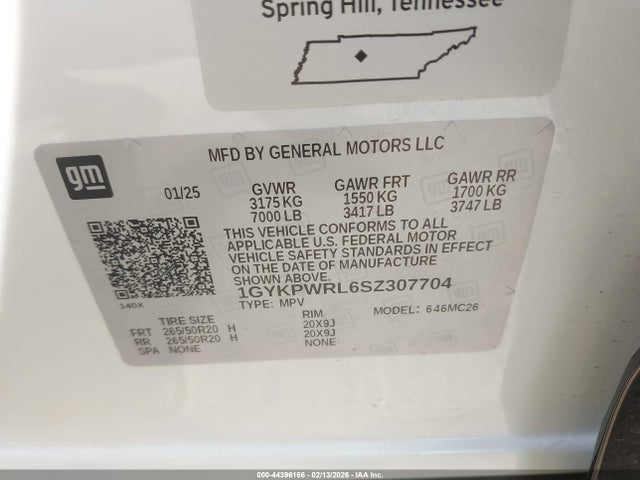 Spring Hill, Tennessee
gm
MFD BY GENERAL MOTORS LLC
01/25 GVWR GAWR FRT GAWR RR
3175 KG 1550 KG 1700 KG
7000 LB 3417 LB 3747 LB
THIS VEHICLE CONFORMS TO ALL
APPLICABLE U.S. FEDERAL MOTOR
VEHICLE SAFETY STANDARDS IN EFFECT
ON THE DATE OF MANUFACTURE
SHOWN ABOVE.
1GYKPWRL6SZ307704
140X TYPE: MPV MODEL: 646MC26
TIRE SIZE RIM
FRT 265/50R20 H 20X9J
RR 265/50R20 H 20X9J
SPA NONE NONE
000-44396166 - 02/13/2026 - IAA Inc.